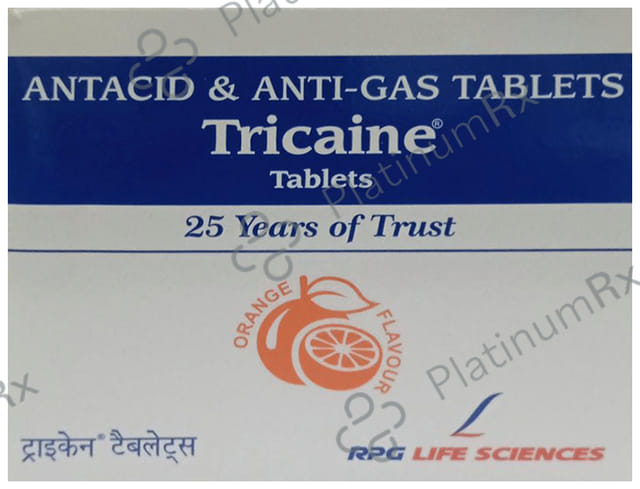 ANTACID & ANTI-GAS TABLETS
Tricaine®
Tablets
25 Years of Trust
ORANGE FLAVOUR
ट्राइकेन® टैबलेट्स
RPG LIFE SCIENCES
PlatinumRx
PlatinumRx
Rx